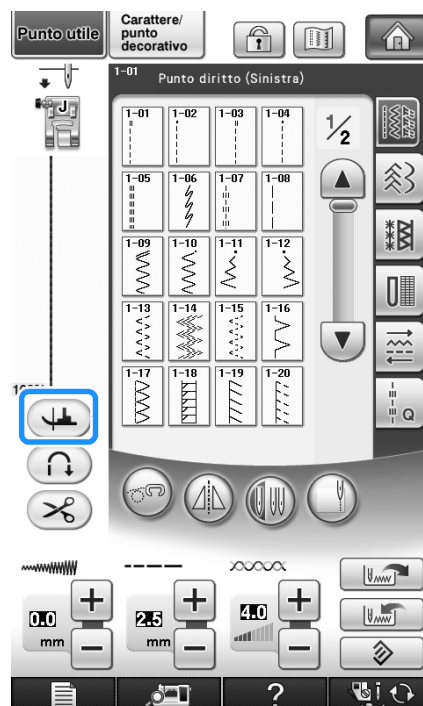 Punto utile
Carattere/
punto
decorativo
1-01 Punto diritto (Sinistra)
J
1-01 1-02 1-03 1-04
1/2
1-05 1-06 1-07 1-08
1-09 1-10 1-11 1-12
1-13 1-14 1-15 1-16
1-17 1-18 1-19 1-20
Q
0.0 2.5 4.0
mm mm
?